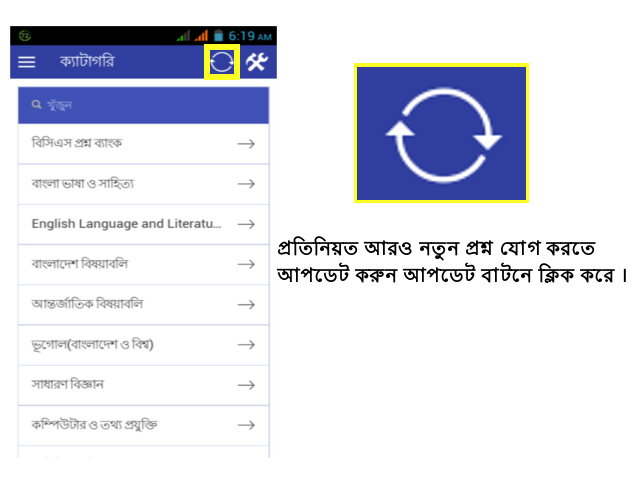 6:19 AM
ক্যাটাগরি
খুঁজুন
বিসিএস প্রশ্ন ব্যাংক
বাংলা ভাষা ও সাহিত্য
English Language and Literatu...
বাংলাদেশ বিষয়াবলি
আন্তর্জাতিক বিষয়াবলি
ভূগোল(বাংলাদেশ ও বিশ্ব)
সাধারণ বিজ্ঞান
কম্পিউটার ও তথ্য প্রযুক্তি
প্রতিনিয়ত আরও নতুন প্রশ্ন যোগ করতে
আপডেট করুন আপডেট বাটনে ক্লিক করে ।